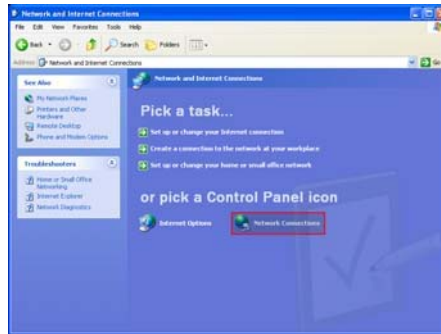 Network and Internet Connections
File Edit View Favorites Tools Help
Back Search Folders
Address Network and Internet Connections Go
See Also
My Network Places
Printers and Other
Hardware
Remote Desktop
Phone and Modem Options
Troubleshooters
Home or Small Office
Networking
Internet Explorer
Network Diagnostics
Network and Internet Connections
Pick a task...
Set up or change your Internet connection
Create a connection to the network at your workplace
Set up or change your home or small office network
or pick a Control Panel icon
Internet Options
Network Connections